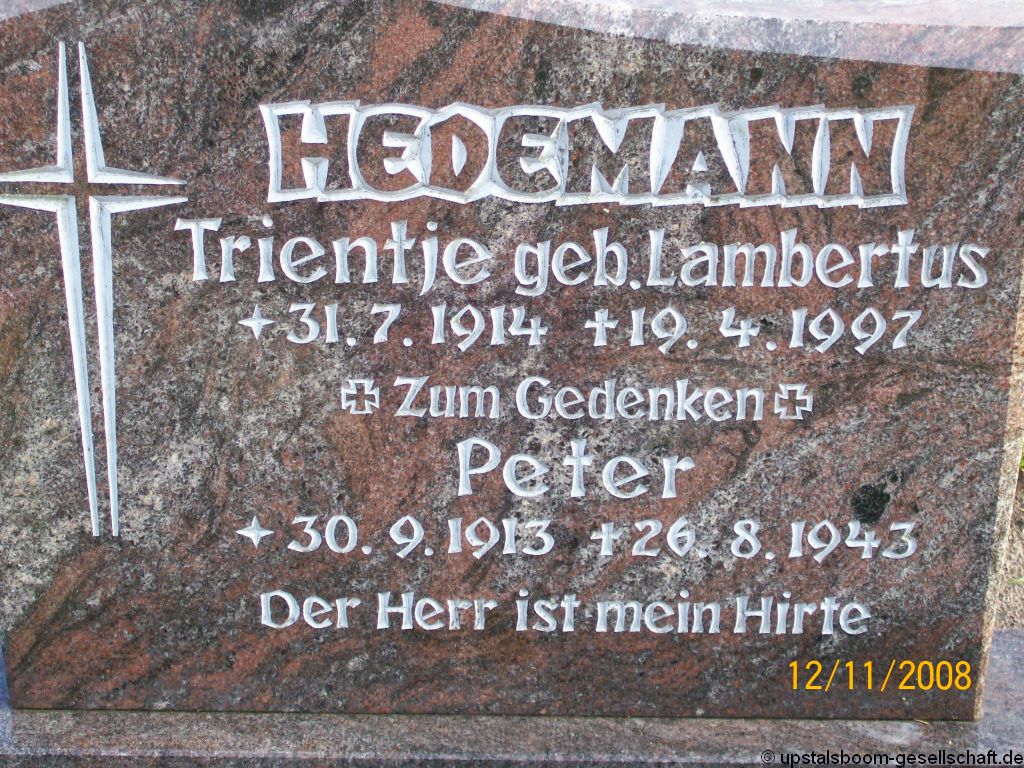 HEDEMANN
Trientje geb. Lambertus
31. 7. 1914 † 19. 4. 1997
Zum Gedenken
Peter
30. 9. 1913 † 26. 8. 1943
Der Herr ist mein Hirte
12/11/2008
© upstalsboom-gesellschaft.de